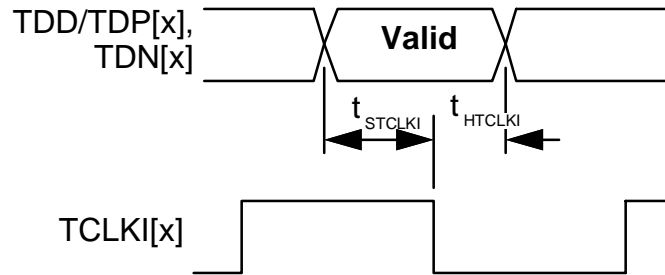 TDD/TDP[x],
TDN[x]
Valid
tSTCLKI
tHTCLKI
TCLKI[x]